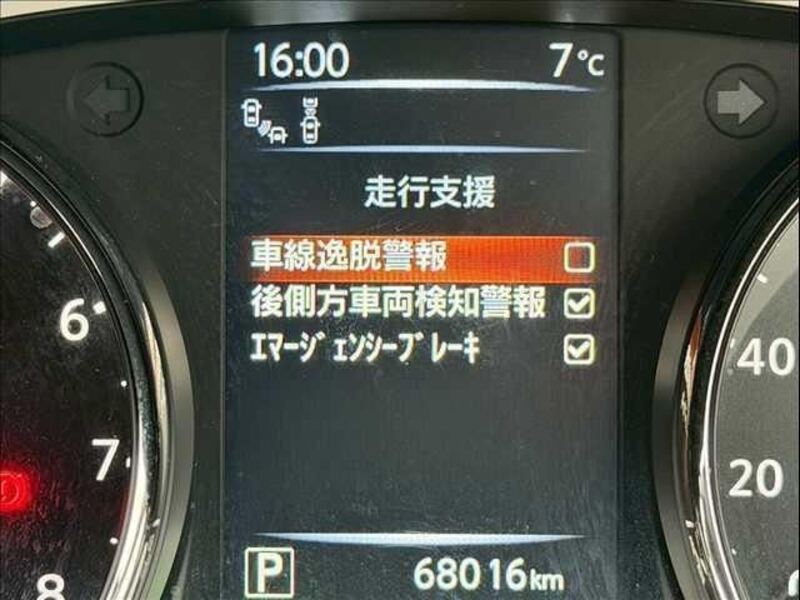 16:00 7℃
走行支援
車線逸脱警報
後側方車両検知警報
ｴﾏｰｼﾞｪﾝｼｰﾌﾞﾚｰｷ
6
40
7
20
8
P 68016km